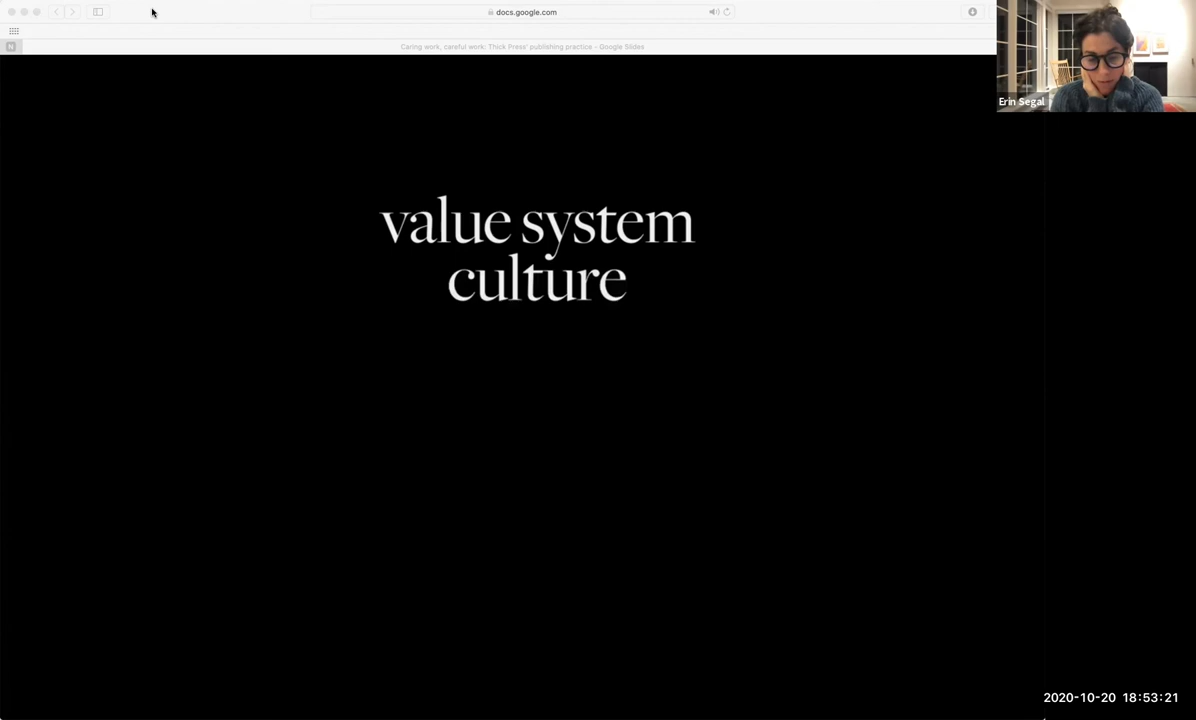 docs.google.com
N
Caring work, careful work: Thick Press' publishing practice - Google Slides
Erin Segal
value system
culture
2020-10-20 18:53:21